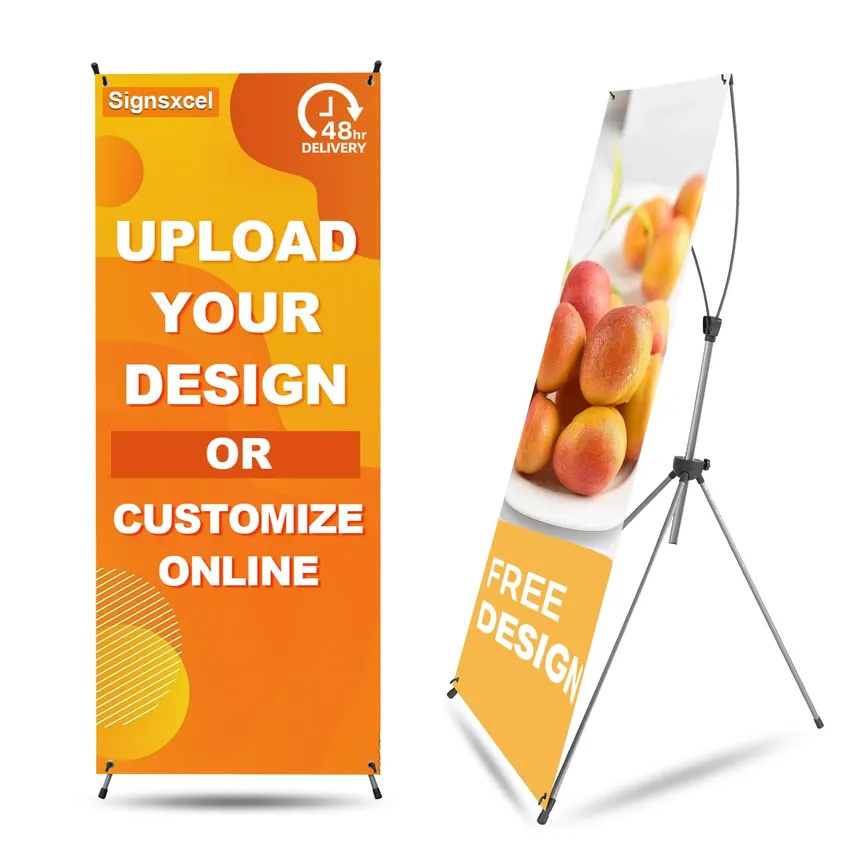 Signsxcel
48hr
DELIVERY
UPLOAD
YOUR
DESIGN
OR
CUSTOMIZE
ONLINE
FREE
DESIGN